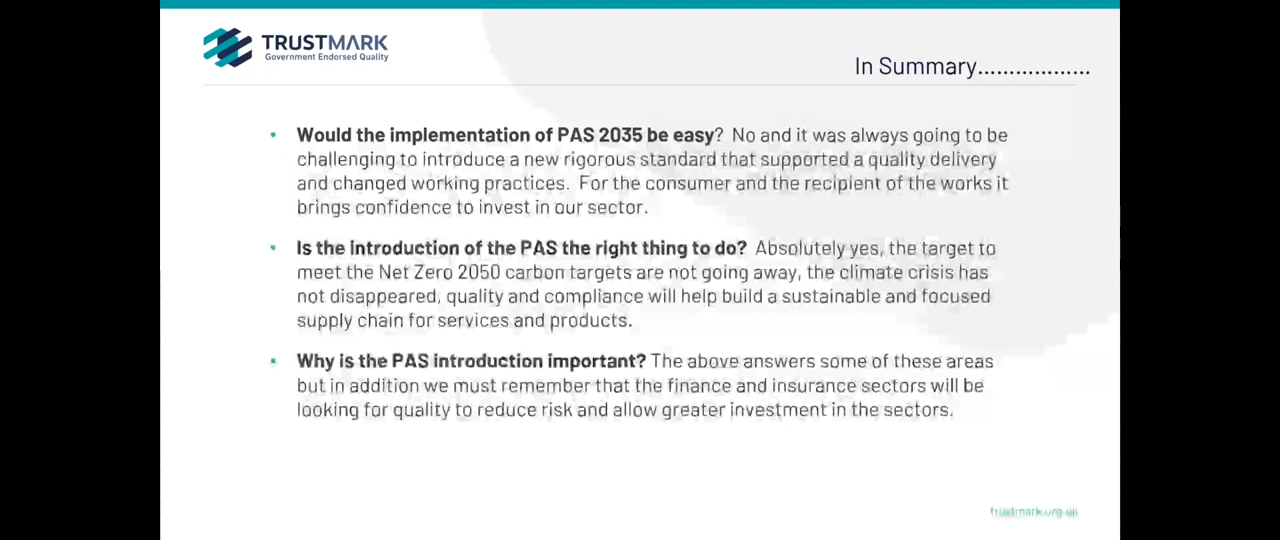 TRUSTMARK
Government Endorsed Quality
In Summary..................
• Would the implementation of PAS 2035 be easy? No and it was always going to be
challenging to introduce a new rigorous standard that supported a quality delivery
and changed working practices. For the consumer and the recipient of the works it
brings confidence to invest in our sector.
• Is the introduction of the PAS the right thing to do? Absolutely yes, the target to
meet the Net Zero 2050 carbon targets are not going away, the climate crisis has
not disappeared, quality and compliance will help build a sustainable and focused
supply chain for services and products.
• Why is the PAS introduction important? The above answers some of these areas
but in addition we must remember that the finance and insurance sectors will be
looking for quality to reduce risk and allow greater investment in the sectors.
trustmark.org.uk